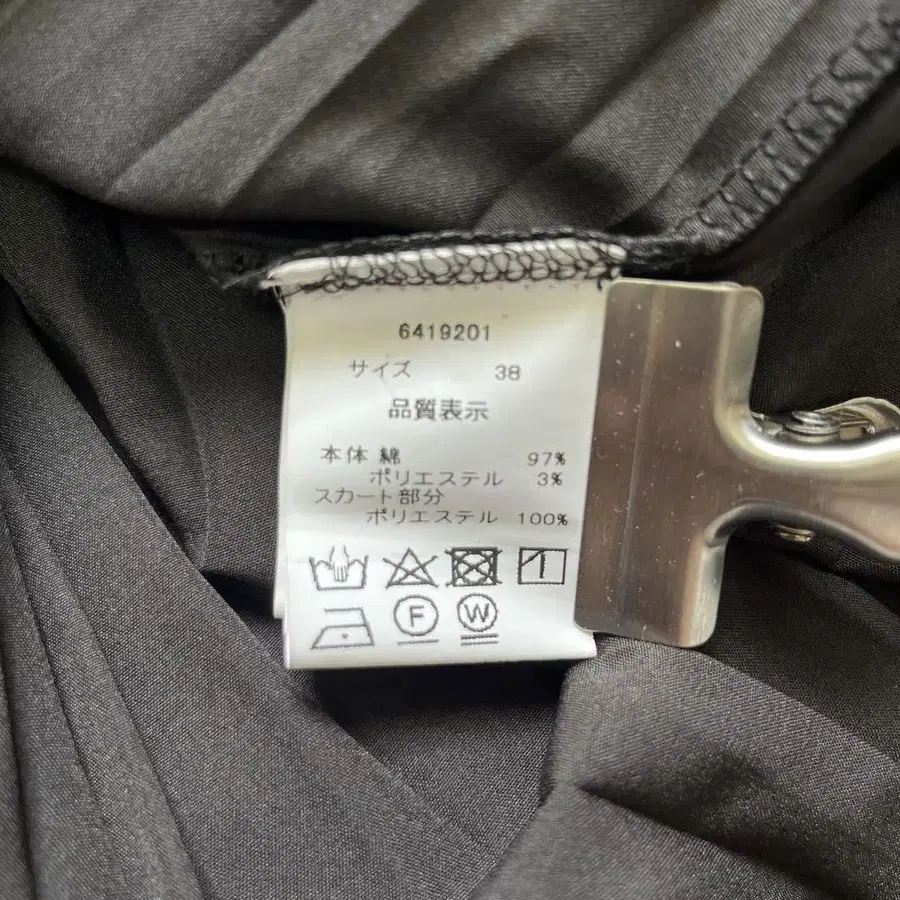 6419201
サイズ 38
品質表示
本体 綿 97%
ポリエステル 3%
スカート部分
ポリエステル 100%
F W